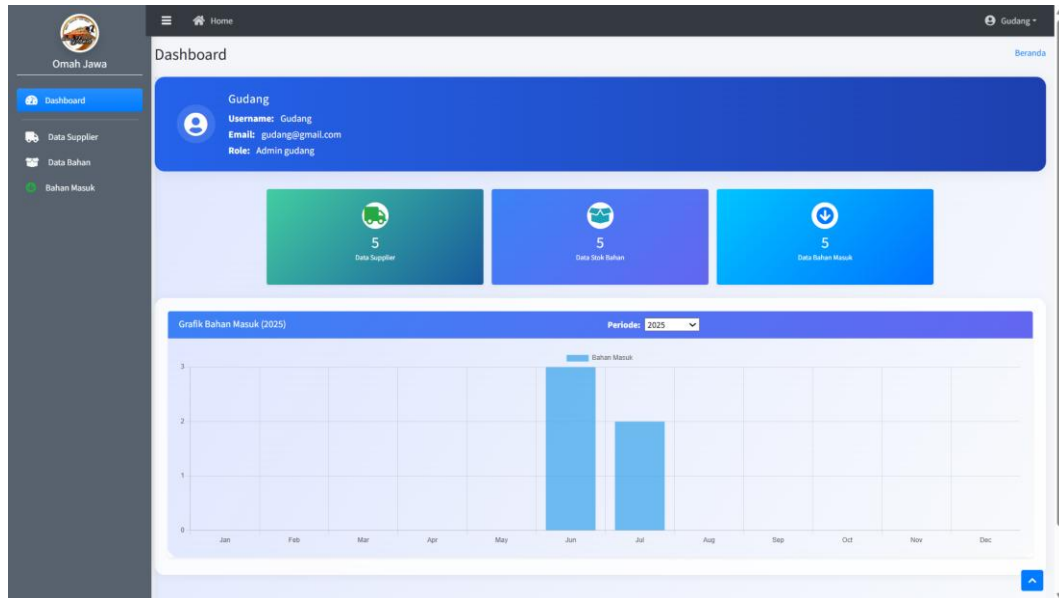 Home
Gudang
Omah Jawa
Dashboard
Data Supplier
Data Bahan
Bahan Masuk
Dashboard
Beranda
Gudang
Username: Gudang
Email: gudang@gmail.com
Role: Admin gudang
5
Data Supplier
5
Data Stok Bahan
5
Data Bahan Masuk
Grafik Bahan Masuk (2025)
Periode: 2025
Bahan Masuk
3
2
1
0
Jan Feb Mar Apr May Jun Jul Aug Sep Oct Nov Dec